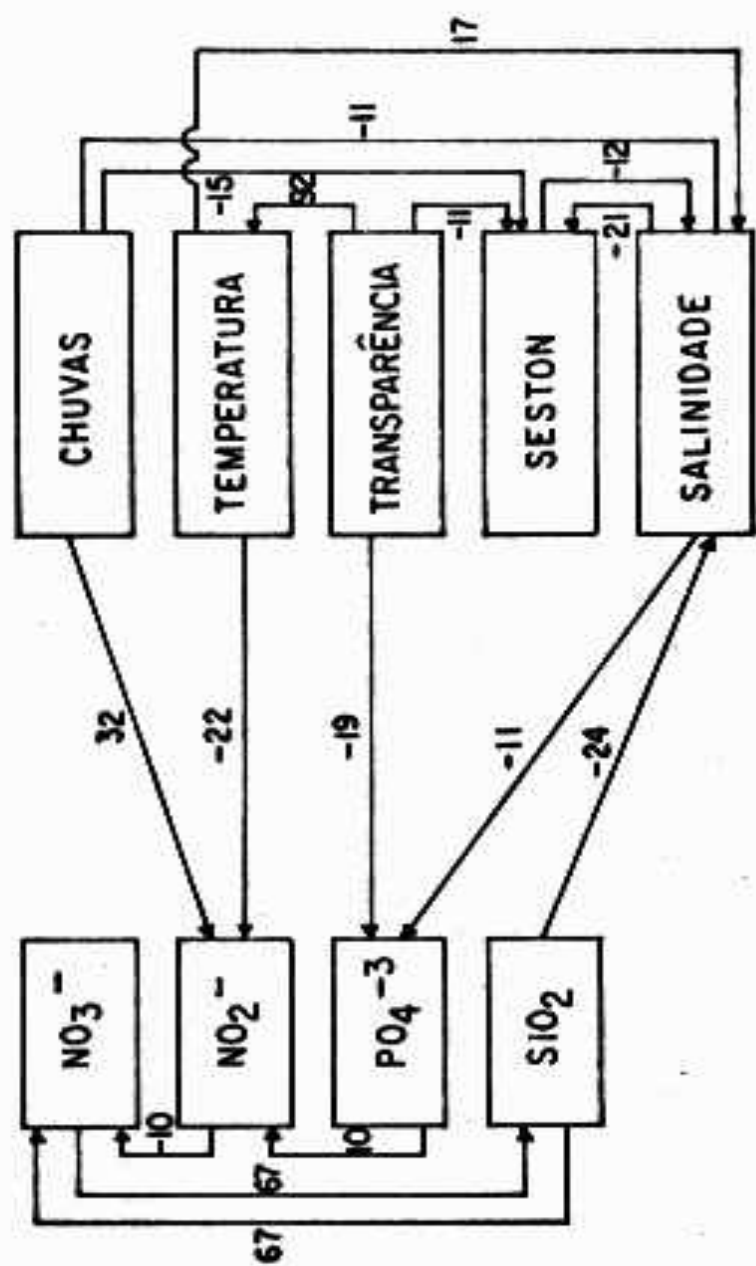 CHUVAS
TEMPERATURA
TRANSPARÊNCIA
SESTON
SALINIDADE
NO₃⁻
NO₂⁻
PO₄⁻³
SIO₂
17
-11
-15
92
-11
-12
-21
32
-22
-19
-11
-24
-10
10
67
67